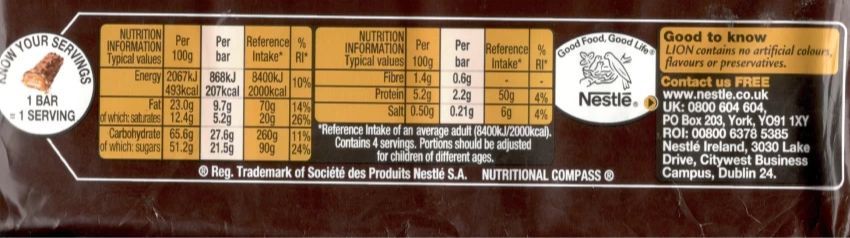 KNOW YOUR SERVINGS
1 BAR
= 1 SERVING
NUTRITION INFORMATION Typical values Per 100g Per bar Reference Intake* % RI*
Energy 2067kJ 868kJ 8400kJ 10%
493kcal 207kcal 2000kcal
Fat 23.0g 9.7g 70g 14%
of which: saturates 12.4g 5.2g 20g 26%
Carbohydrate 65.6g 27.6g 260g 11%
of which: sugars 51.2g 21.5g 90g 24%
NUTRITION INFORMATION Typical values Per 100g Per bar Reference Intake* % RI*
Fibre 1.4g 0.6g - -
Protein 5.2g 2.2g 50g 4%
Salt 0.50g 0.21g 6g 4%
*Reference Intake of an average adult (8400kJ/2000kcal).
Contains 4 servings. Portions should be adjusted
for children of different ages.
® Reg. Trademark of Société des Produits Nestlé S.A. NUTRITIONAL COMPASS ®
Good Food, Good Life®
Nestlé®
Good to know
LION contains no artificial colours,
flavours or preservatives.
Contact us FREE
www.nestle.co.uk
UK: 0800 604 604,
PO Box 203, York, YO91 1XY
ROI: 00800 6378 5385
Nestlé Ireland, 3030 Lake
Drive, Citywest Business
Campus, Dublin 24.